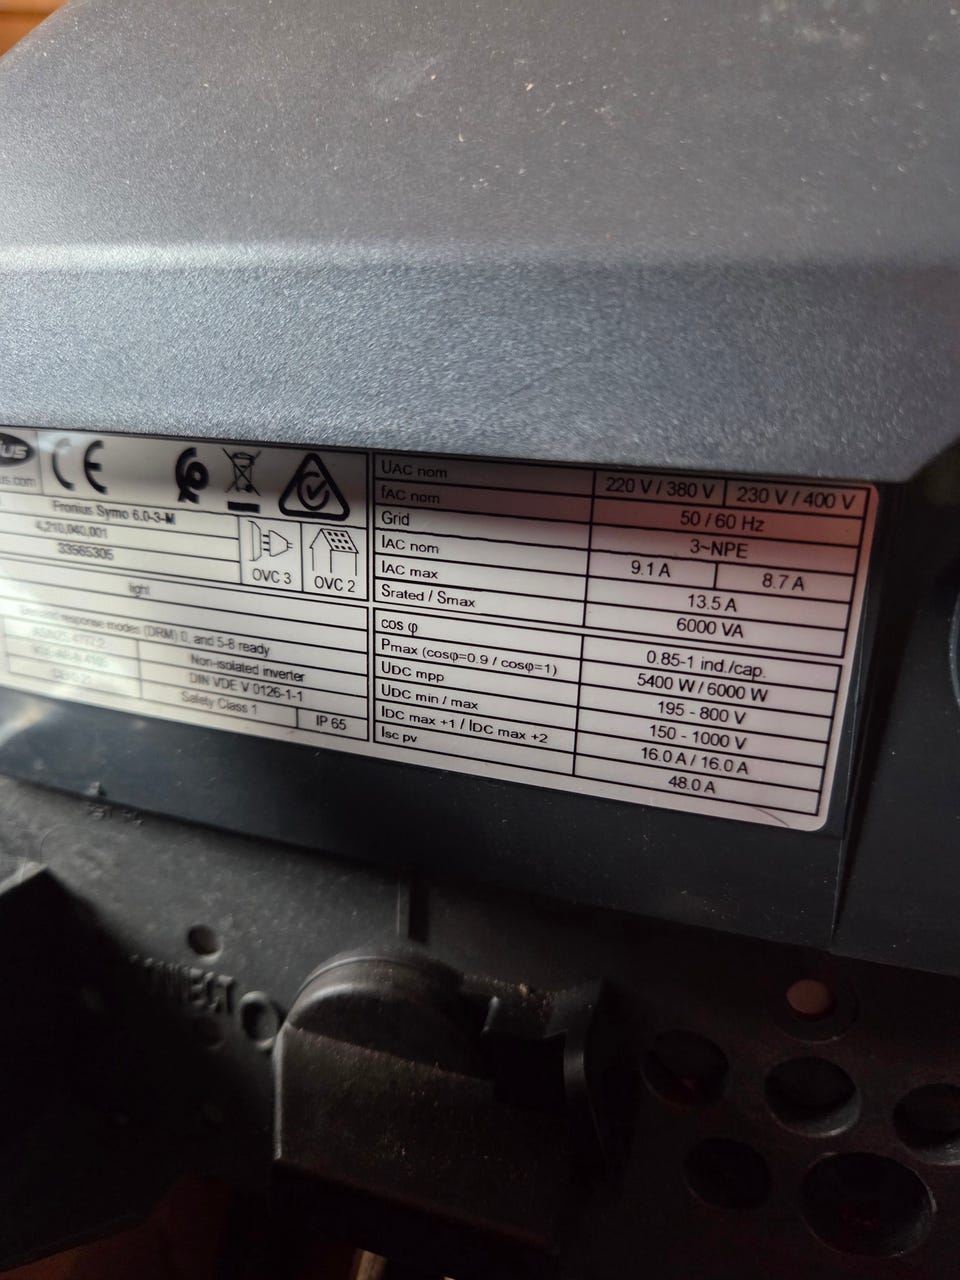 us
us.com
CE
Fronius Symo 6.0-3-M
4,210,040,001
33565305
OVC 3
OVC 2
light
response modes (DRM) 0, and 5-8 ready
Non-isolated inverter
DIN VDE V 0126-1-1
Safety Class 1
IP 65
UAC nom 220 V / 380 V 230 V / 400 V
fAC nom 50 / 60 Hz
Grid 3~NPE
IAC nom 9.1 A 8.7 A
IAC max 13.5 A
Srated / Smax 6000 VA
cos φ 0.85-1 ind./cap.
Pmax (cosφ=0.9 / cosφ=1) 5400 W / 6000 W
UDC mpp 195 - 800 V
UDC min / max 150 - 1000 V
IDC max +1 / IDC max +2 16.0 A / 16.0 A
Isc pv 48.0 A
NNECT